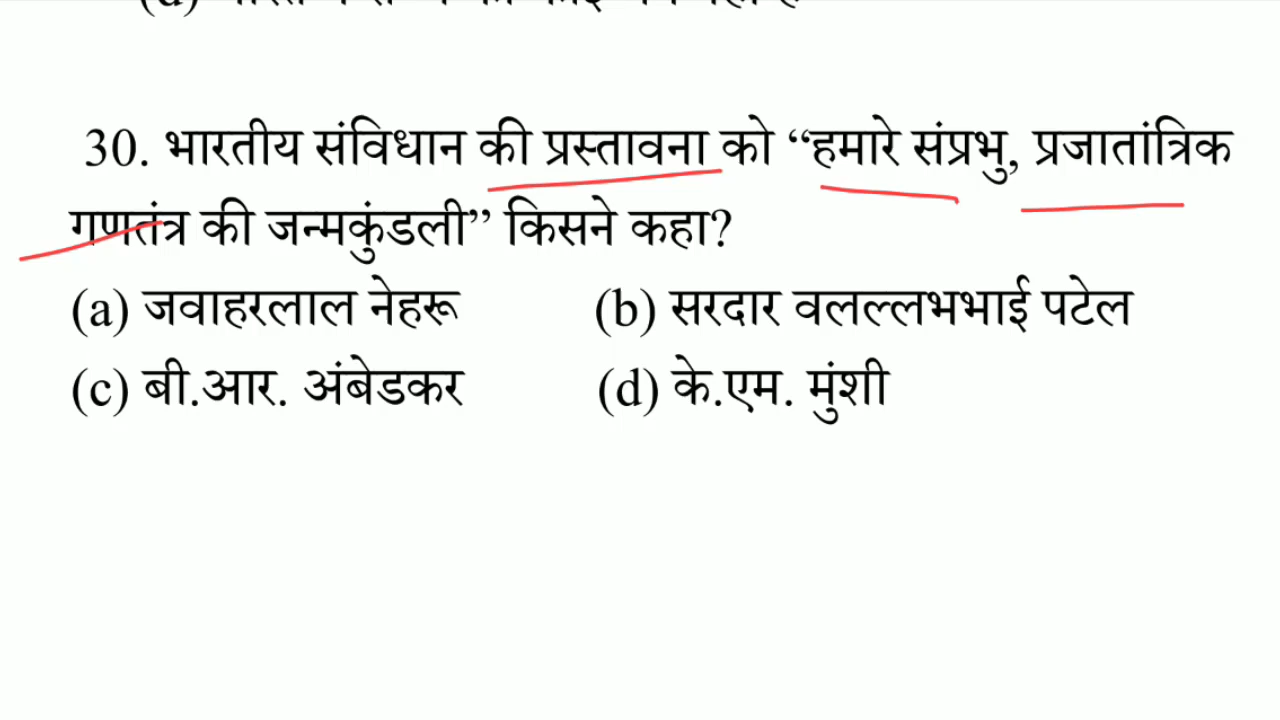 30. भारतीय संविधान की प्रस्तावना को “हमारे संप्रभु, प्रजातांत्रिक
गणतंत्र की जन्मकुंडली” किसने कहा?
(a) जवाहरलाल नेहरू (b) सरदार वलल्लभभाई पटेल
(c) बी.आर. अंबेडकर (d) के.एम. मुंशी